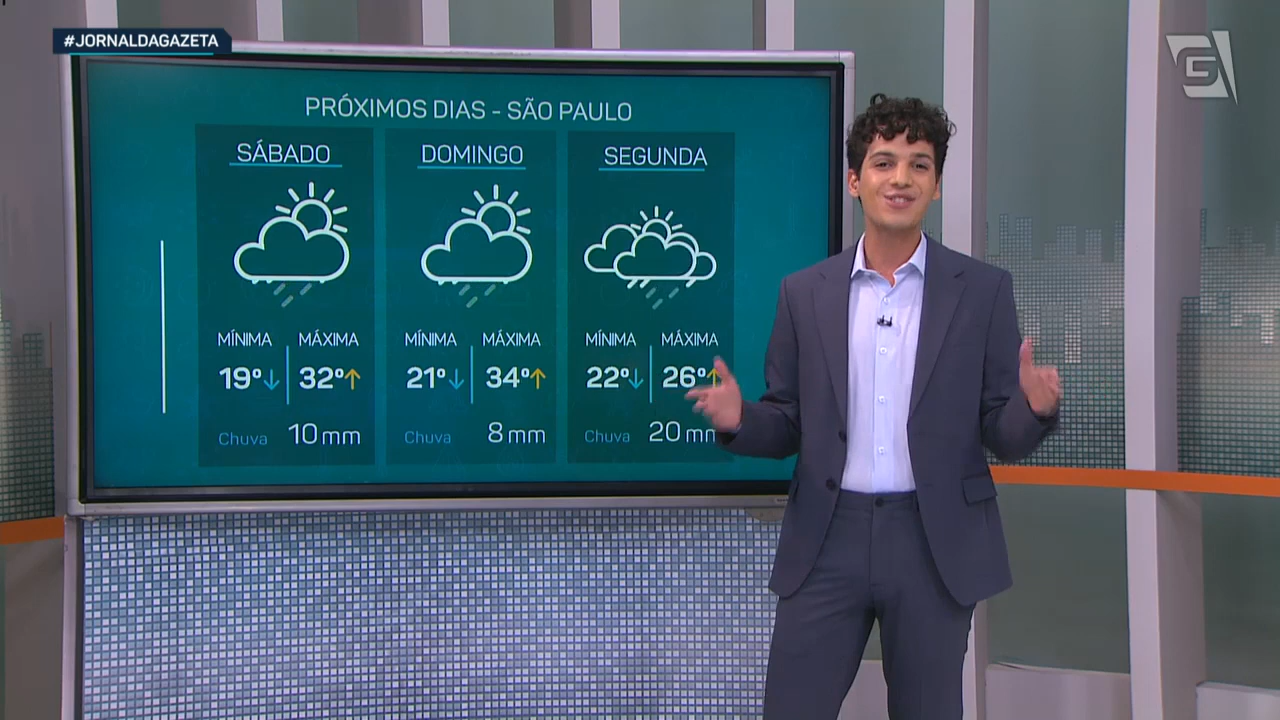 #JORNALDAGAZETA
G
PRÓXIMOS DIAS - SÃO PAULO
SÁBADO
MÍNIMA MÁXIMA
19º 32º
Chuva 10 mm
DOMINGO
MÍNIMA MÁXIMA
21º 34º
Chuva 8 mm
SEGUNDA
MÍNIMA MÁXIMA
22º 26º
Chuva 20